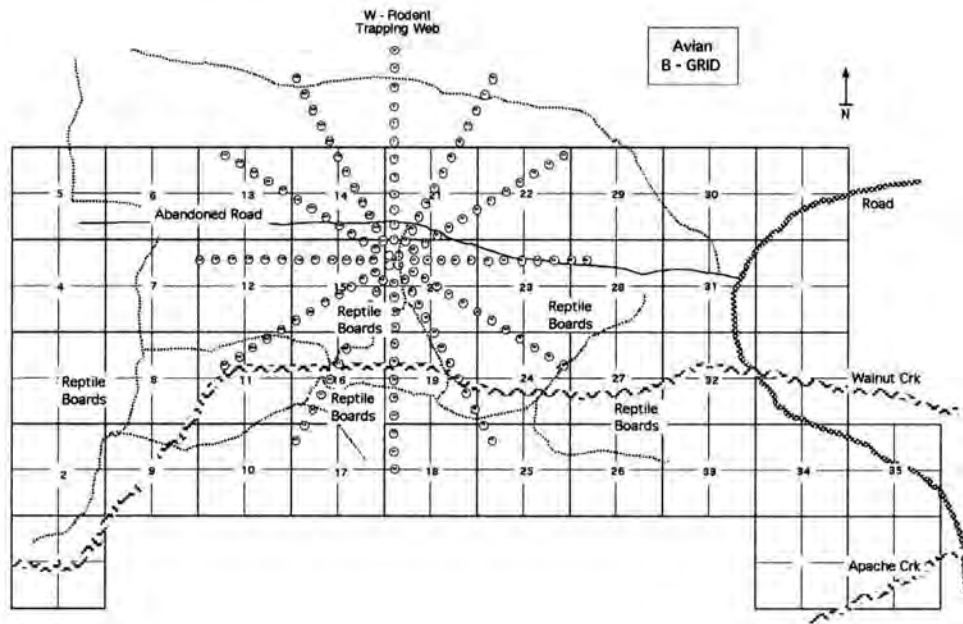 W - Rodent
Trapping Web
Avian
B - GRID
N
5 6 13 14 21 22 29 30
Abandoned Road
Road
4 7 12 15 28 31
Reptile
Boards
Reptile
Boards
Reptile
Boards
8 11 19 24 27 32
Walnut Crk
Reptile
Boards
Reptile
Boards
2 9 10 17 18 25 26 33 34 35
Apache Crk